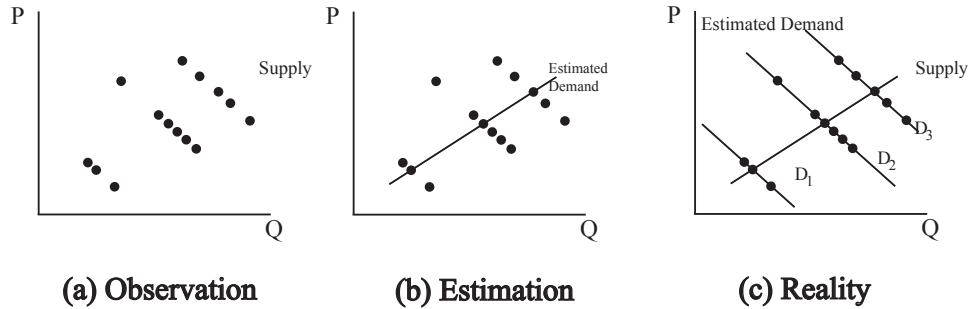 P
Supply
Q
(a) Observation
P
Estimated
Demand
Q
(b) Estimation
P
Estimated Demand
Supply
D3
D2
D1
Q
(c) Reality